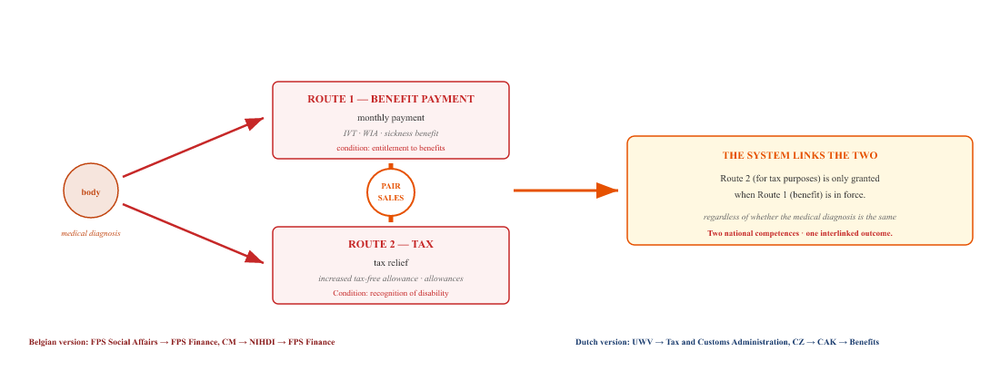 body
medical diagnosis
ROUTE 1 — BENEFIT PAYMENT
monthly payment
IVT · WIA · sickness benefit
condition: entitlement to benefits
PAIR
SALES
ROUTE 2 — TAX
tax relief
increased tax-free allowance · allowances
Condition: recognition of disability
THE SYSTEM LINKS THE TWO
Route 2 (for tax purposes) is only granted
when Route 1 (benefit) is in force.
regardless of whether the medical diagnosis is the same
Two national competences · one interlinked outcome.
Belgian version: FPS Social Affairs → FPS Finance, CM → NIHDI → FPS Finance
Dutch version: UWV → Tax and Customs Administration, CZ → CAK → Benefits